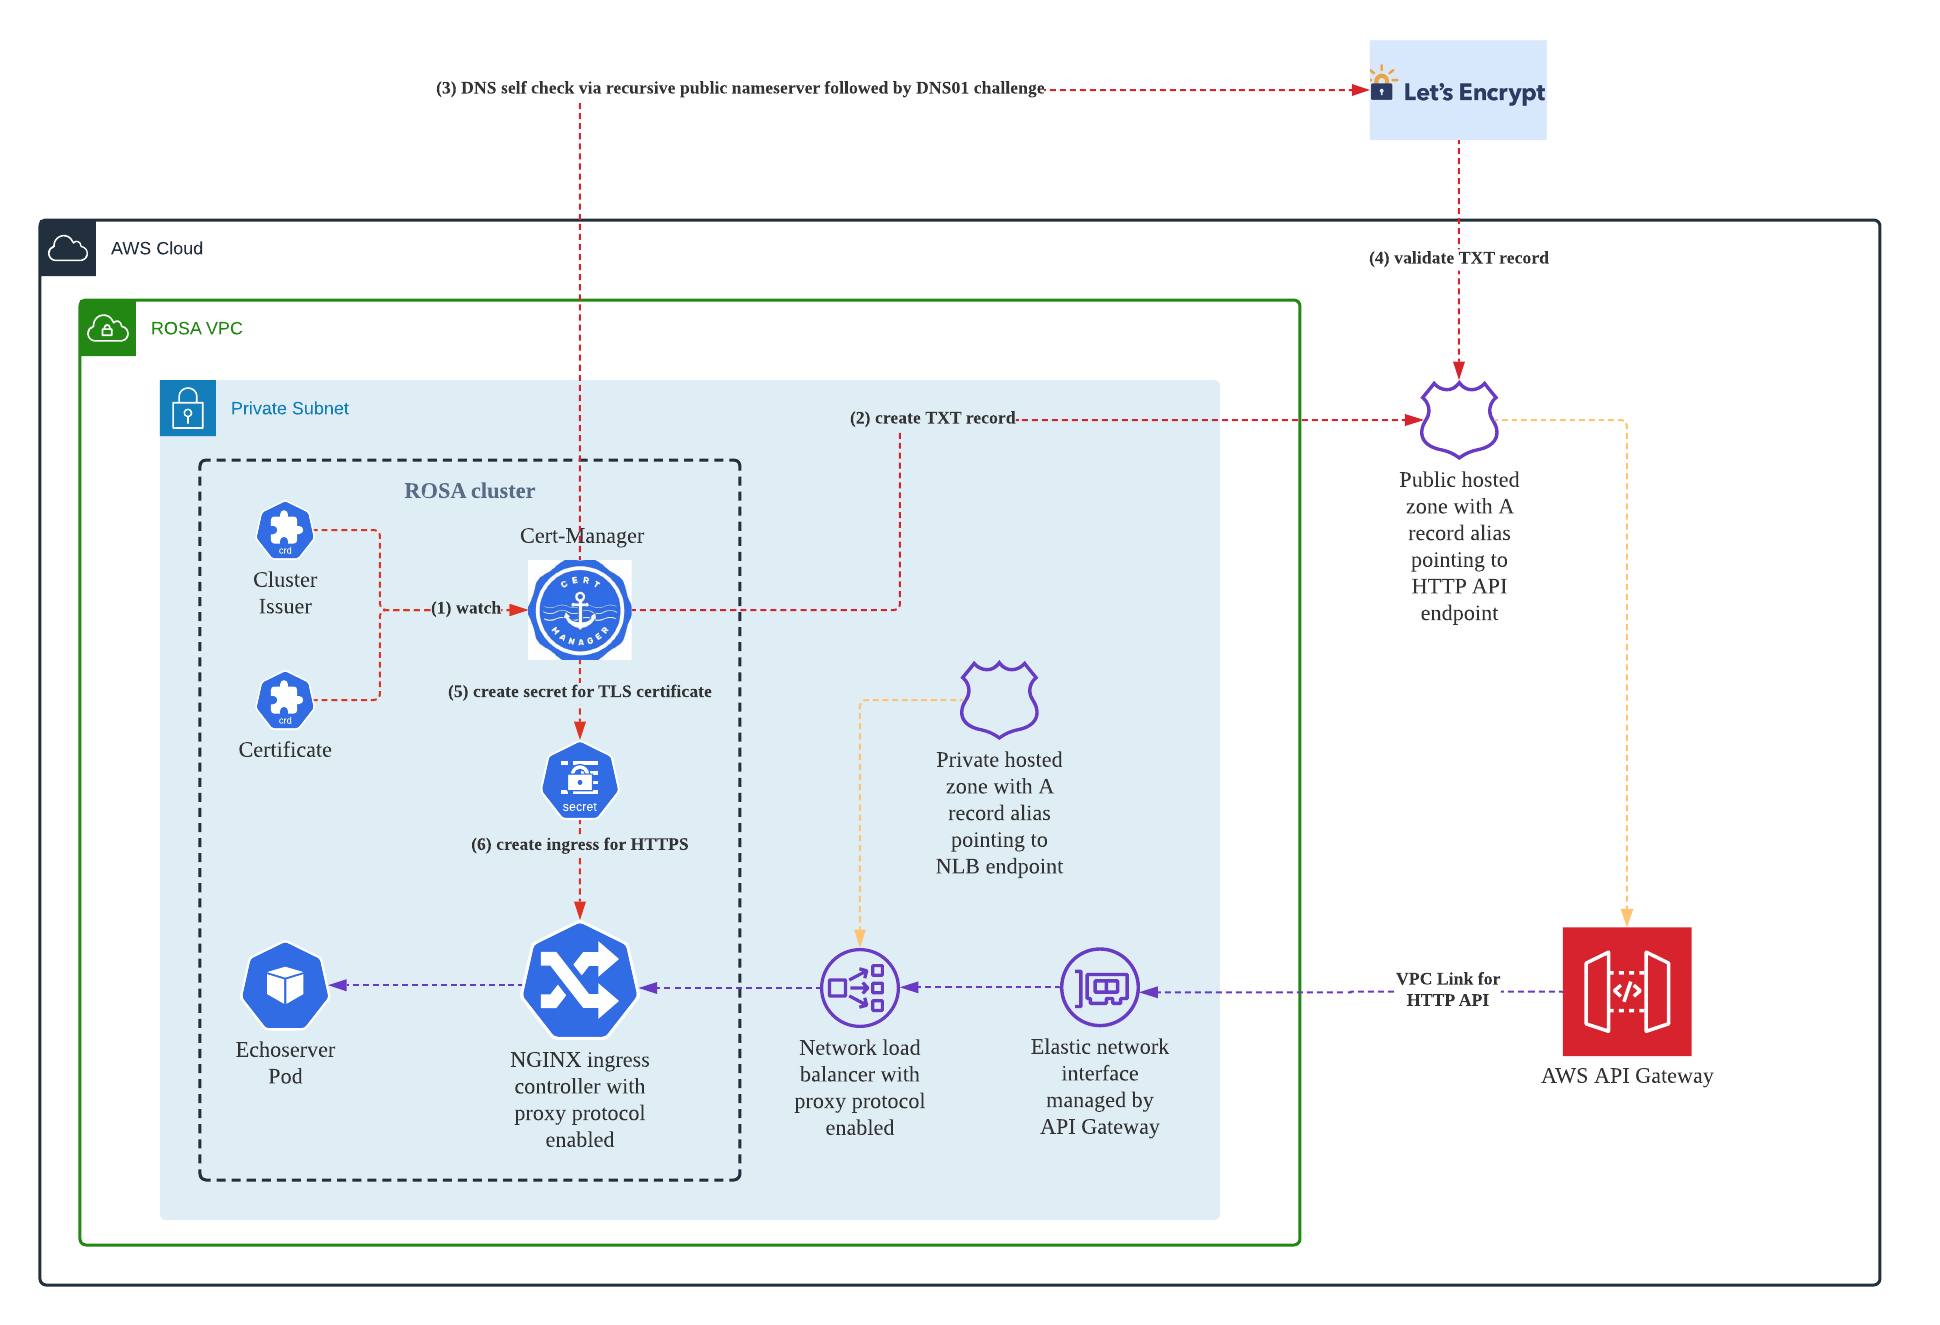 (3) DNS self check via recursive public nameserver followed by DNS01 challenge
Let's Encrypt
AWS Cloud
(4) validate TXT record
ROSA VPC
Private Subnet
(2) create TXT record
ROSA cluster
Public hosted
zone with A
record alias
pointing to
HTTP API
endpoint
crd
Cluster
Issuer
Cert-Manager
CERT
MANAGER
(1) watch
crd
Certificate
(5) create secret for TLS certificate
secret
(6) create ingress for HTTPS
Private hosted
zone with A
record alias
pointing to
NLB endpoint
Echoserver
Pod
NGINX ingress
controller with
proxy protocol
enabled
Network load
balancer with
proxy protocol
enabled
Elastic network
interface
managed by
API Gateway
VPC Link for
HTTP API
</>
AWS API Gateway